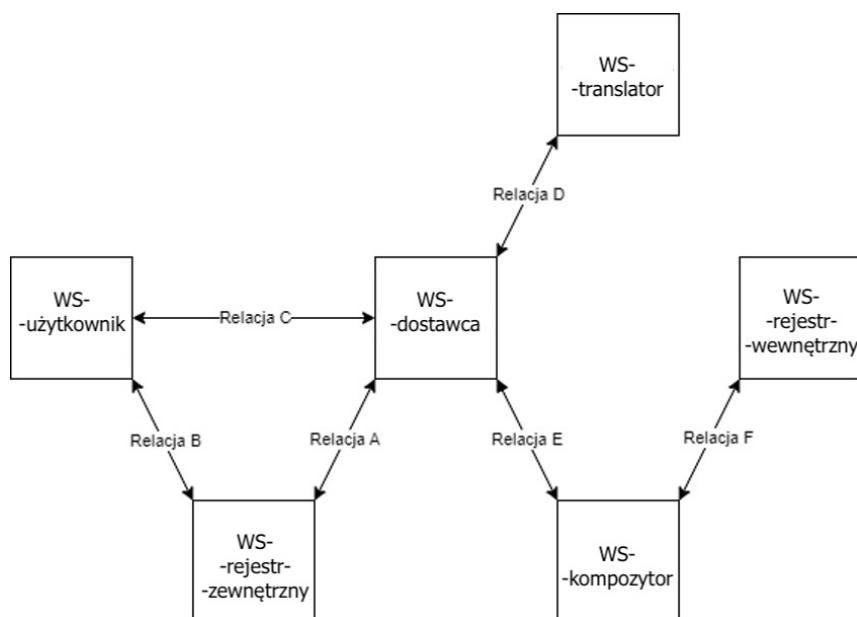 WS-
-translator
Relacja D
WS-
-użytkownik
Relacja C
WS-
-dostawca
WS-
-rejestr-
-wewnętrzny
Relacja B
Relacja A
Relacja E
Relacja F
WS-
-rejestr-
-zewnętrzny
WS-
-kompozytor